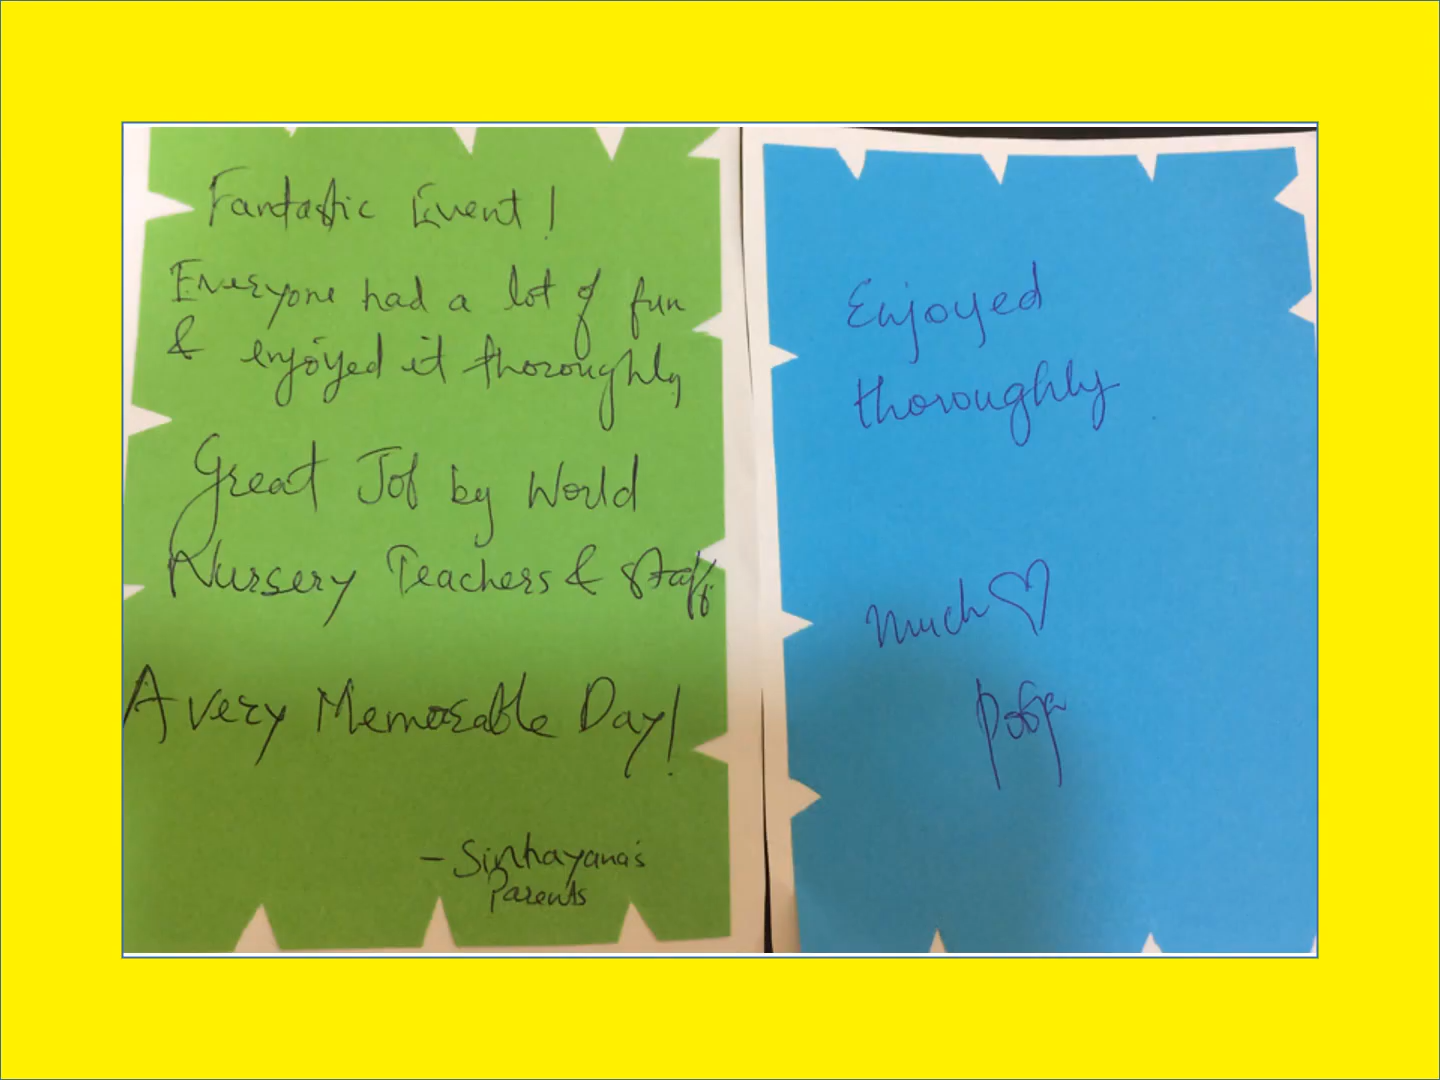 Fantastic Event!
Everyone had a lot of fun
& enjoyed it thoroughly
Great Job by World
Nursery Teachers & Staff
A very Memorable Day!
- Sinhayana's
Parents
Enjoyed
thoroughly
Much ♡